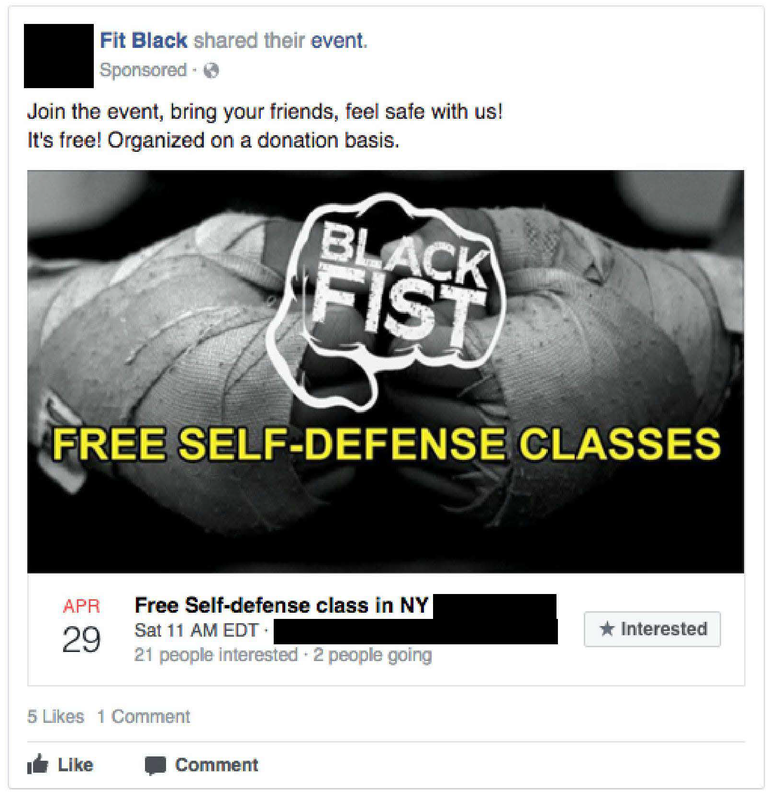 Fit Black shared their event.
Sponsored ·
Join the event, bring your friends, feel safe with us!
It's free! Organized on a donation basis.
BLACK
FIST
FREE SELF-DEFENSE CLASSES
APR
29
Free Self-defense class in NY
Sat 11 AM EDT ·
21 people interested · 2 people going
Interested
5 Likes 1 Comment
Like Comment